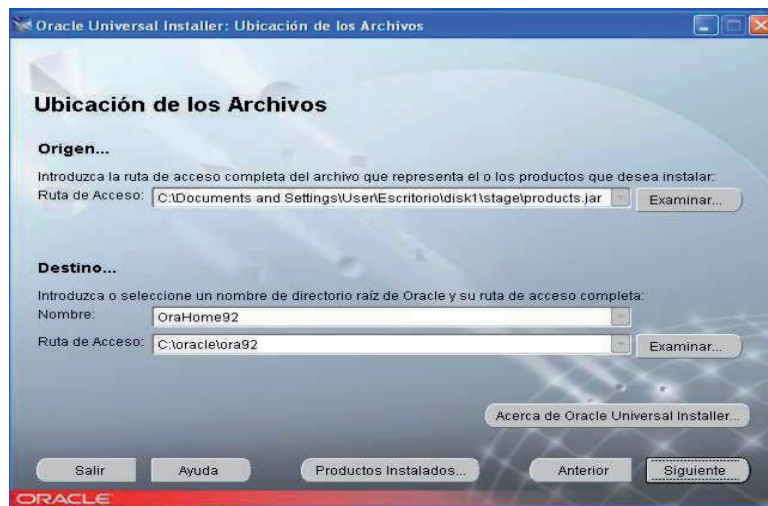 Oracle Universal Installer: Ubicación de los Archivos
Ubicación de los Archivos
Origen...
Introduzca la ruta de acceso completa del archivo que representa el o los productos que desea instalar:
Ruta de Acceso: C:\Documents and Settings\User\Escritorio\disk1\stage\products.jar Examinar...
Destino...
Introduzca o seleccione un nombre de directorio raíz de Oracle y su ruta de acceso completa:
Nombre: OraHome92
Ruta de Acceso: C:\oracle\ora92 Examinar...
Acerca de Oracle Universal Installer...
Salir Ayuda Productos Instalados... Anterior Siguiente
ORACLE